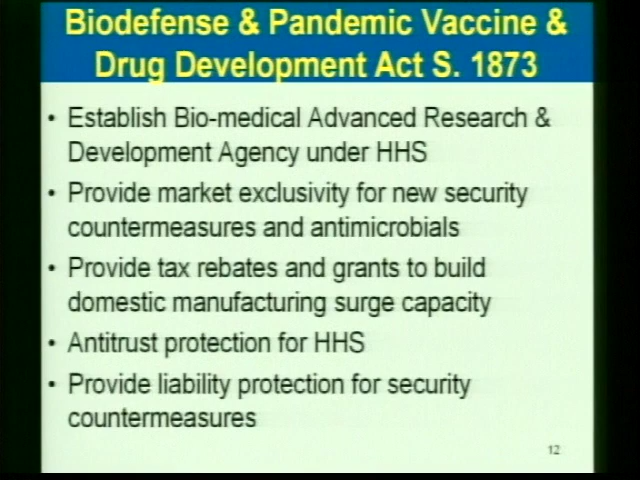 Biodefense & Pandemic Vaccine &
Drug Development Act S. 1873
• Establish Bio-medical Advanced Research &
Development Agency under HHS
• Provide market exclusivity for new security
countermeasures and antimicrobials
• Provide tax rebates and grants to build
domestic manufacturing surge capacity
• Antitrust protection for HHS
• Provide liability protection for security
countermeasures
12